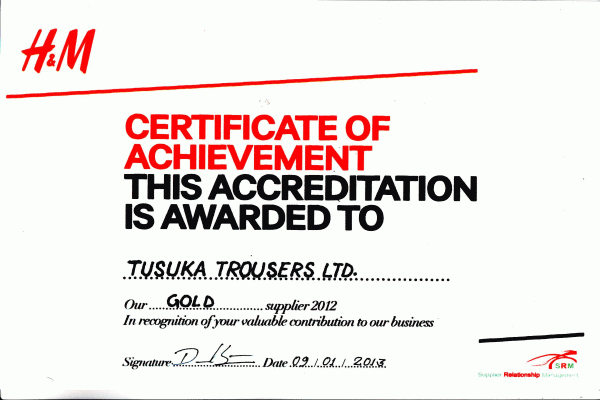 H&M
CERTIFICATE OF
ACHIEVEMENT
THIS ACCREDITATION
IS AWARDED TO
TUSUKA TROUSERS LTD.
Our GOLD supplier 2012
In recognition of your valuable contribution to our business
Signature Date 09/01/2013
SRM
Supplier Relationship Management